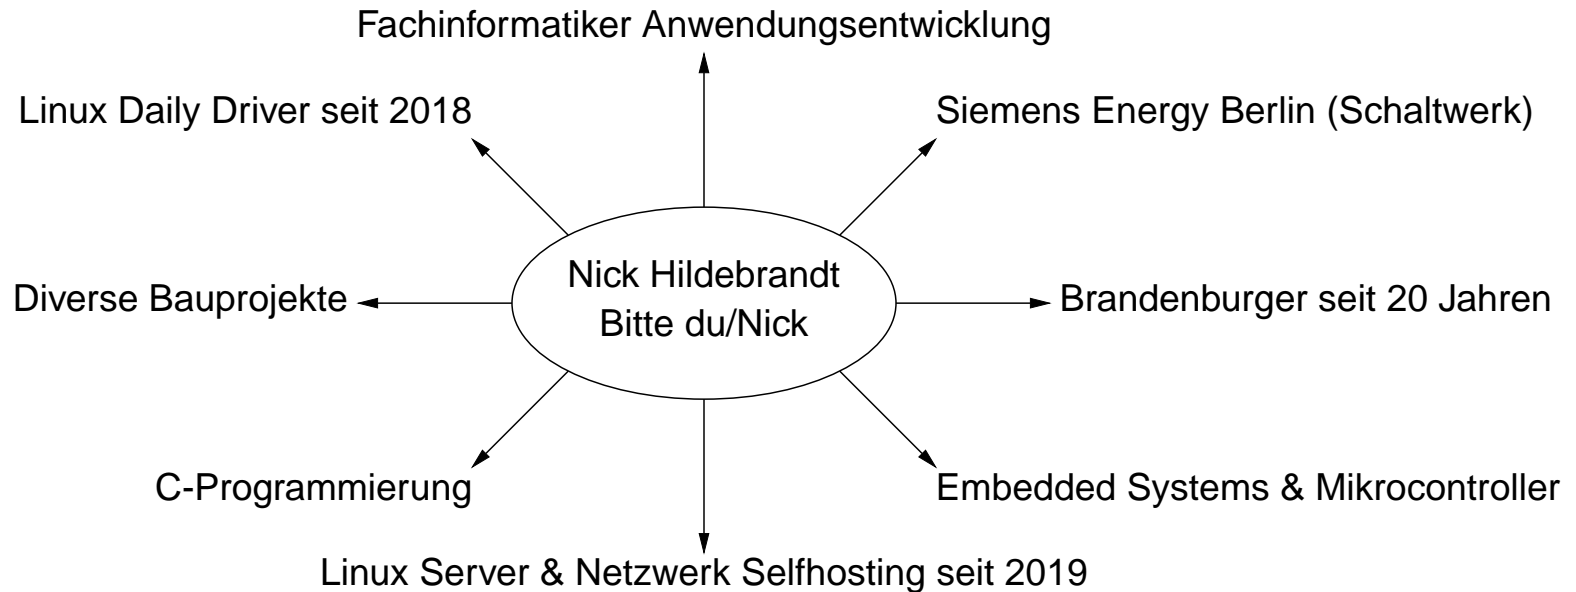 Fachinformatiker Anwendungsentwicklung
Linux Daily Driver seit 2018
Siemens Energy Berlin (Schaltwerk)
Nick Hildebrandt
Bitte du/Nick
Diverse Bauprojekte
Brandenburger seit 20 Jahren
C-Programmierung
Embedded Systems & Mikrocontroller
Linux Server & Netzwerk Selfhosting seit 2019